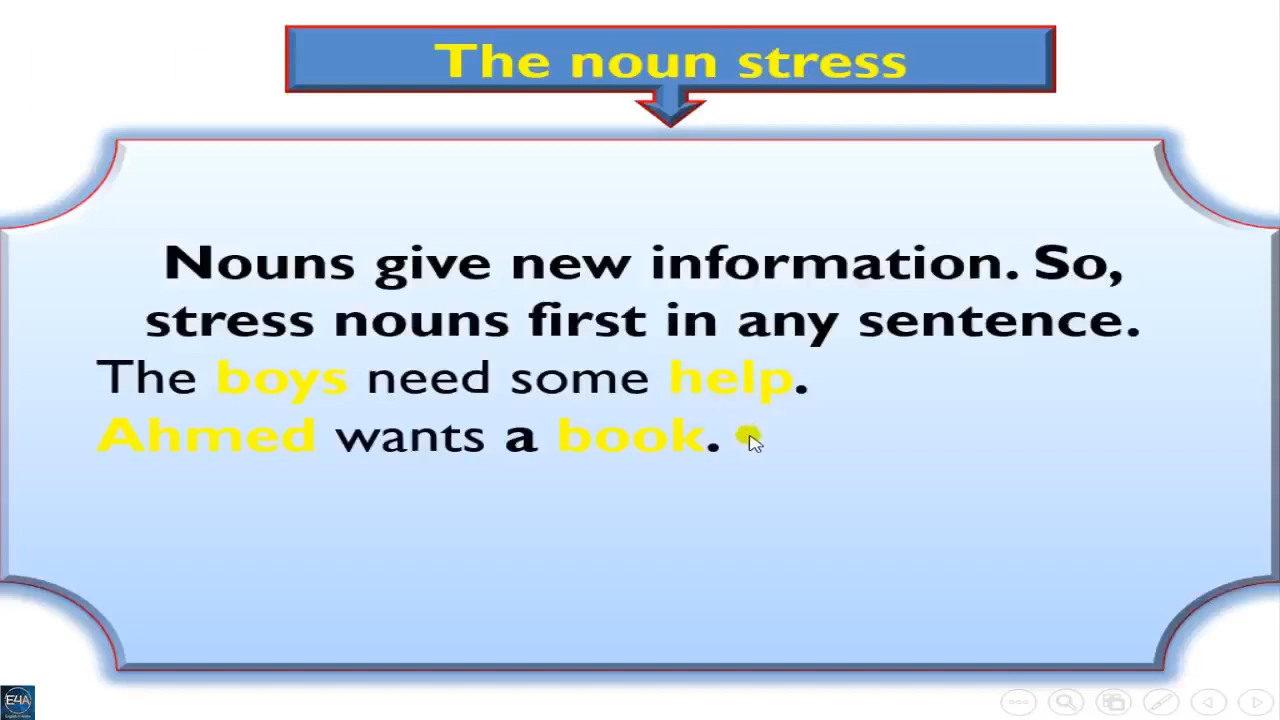 The noun stress
Nouns give new information. So,
stress nouns first in any sentence.
The boys need some help.
Ahmed wants a book.
E4A